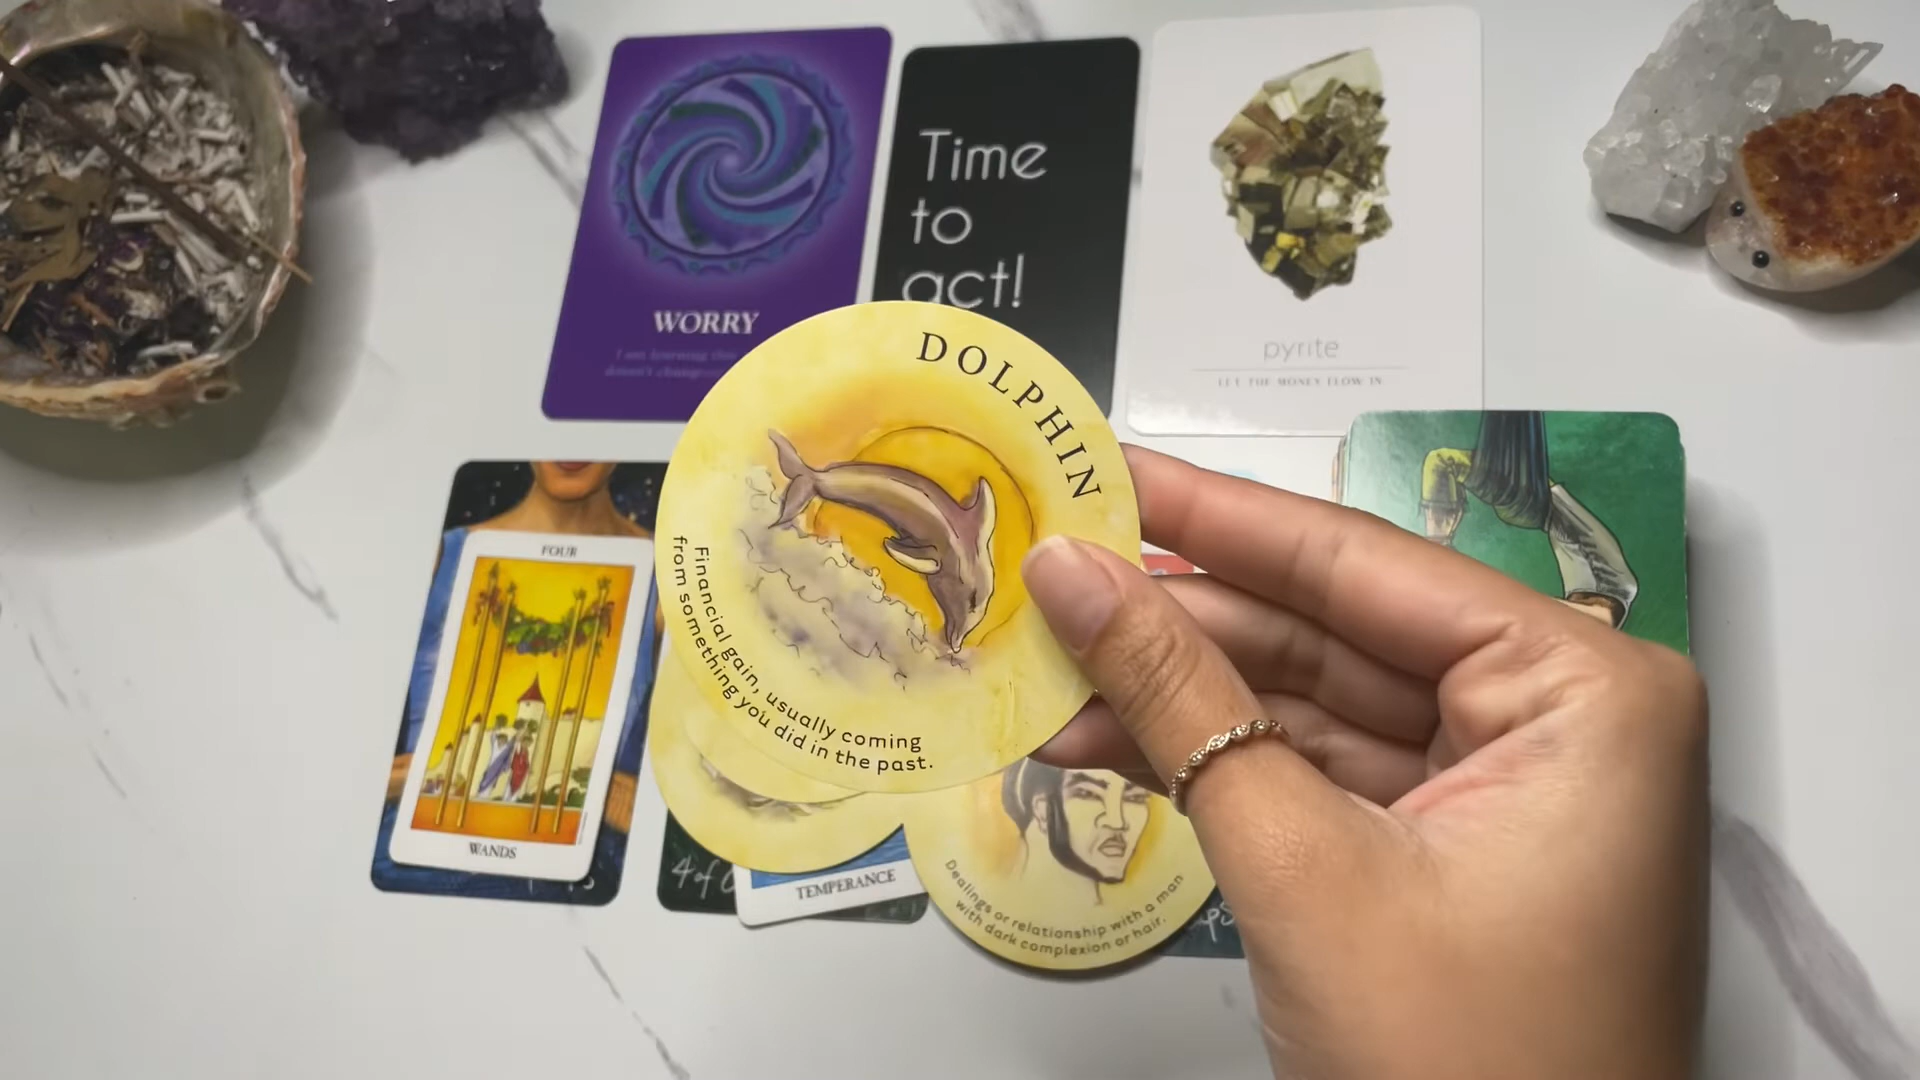 WORRY
I am learning that
doesn't change
Time
to
act!
pyrite
LET THE MONEY FLOW IN
DOLPHIN
Financial gain, usually coming
from something you did in the past.
FOUR
WANDS
4 of
TEMPERANCE
Dealings or relationship with a man
with dark complexion or hair.